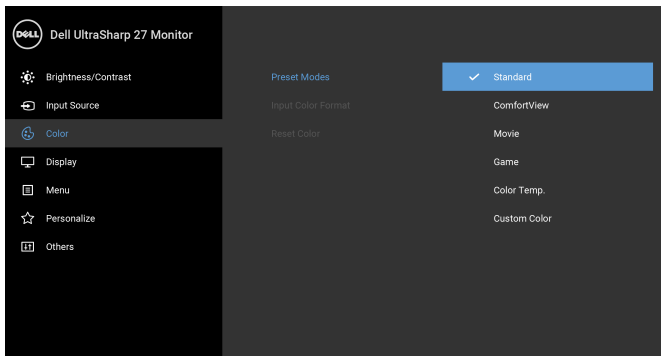 DELL Dell UltraSharp 27 Monitor
Brightness/Contrast Preset Modes Standard
Input Source Input Color Format ComfortView
Color Reset Color Movie
Display Game
Menu Color Temp.
Personalize Custom Color
Others